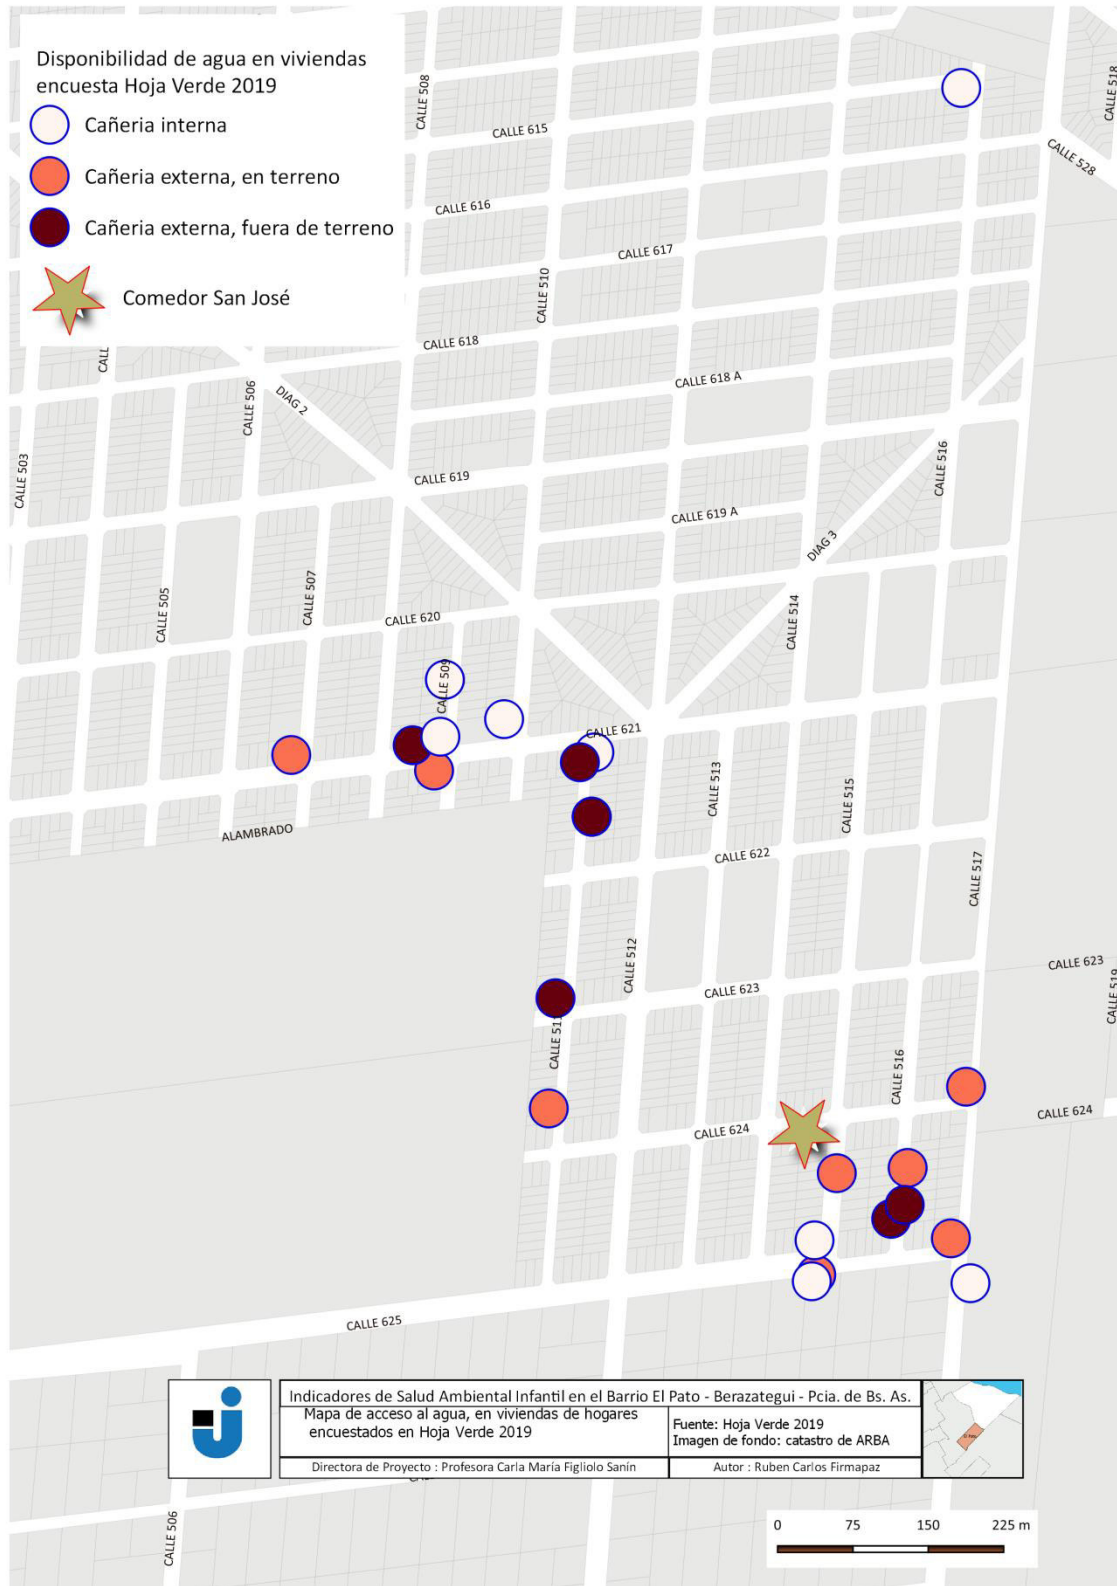 Disponibilidad de agua en viviendas
encuesta Hoja Verde 2019
Cañeria interna
Cañeria externa, en terreno
Cañeria externa, fuera de terreno
Comedor San José
CALLE 508
CALLE 518
CALLE 615
CALLE 528
CALLE 616
CALLE 617
CALLE 510
CALLE 618
CALL
CALLE 618 A
CALLE 506
DIAG 2
CALLE 503
CALLE 619
CALLE 516
CALLE 619 A
DIAG 3
CALLE 505
CALLE 507
CALLE 620
CALLE 514
CALLE 509
CALLE 621
CALLE 513
CALLE 515
ALAMBRADO
CALLE 622
CALLE 517
CALLE 512
CALLE 623
CALLE 623
CALLE 519
CALLE 511
CALLE 516
CALLE 624
CALLE 624
CALLE 625
Indicadores de Salud Ambiental Infantil en el Barrio El Pato - Berazategui - Pcia. de Bs. As.
Mapa de acceso al agua, en viviendas de hogares
encuestados en Hoja Verde 2019
Fuente: Hoja Verde 2019
Imagen de fondo: catastro de ARBA
Directora de Proyecto : Profesora Carla María Figliolo Sanín
Autor : Ruben Carlos Firmapaz
CALLE 506
0 75 150 225 m